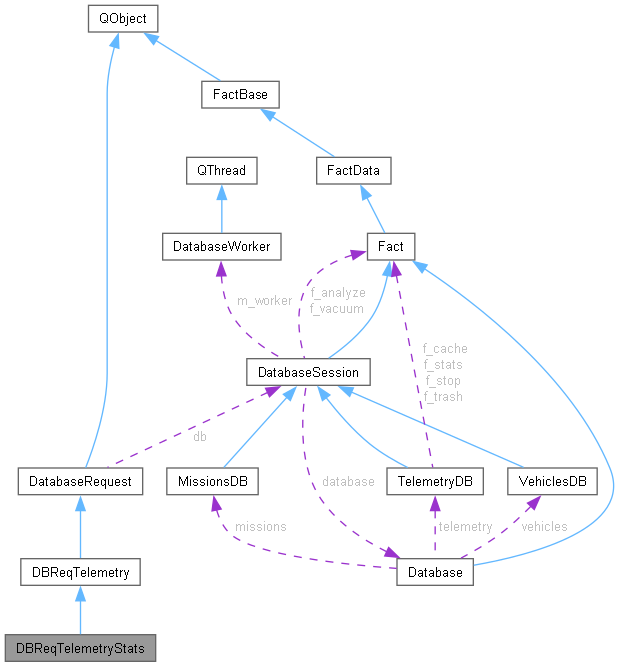 QObject
FactBase
QThread
FactData
DatabaseWorker
Fact
m_worker
f_analyze
f_vacuum
f_cache
f_stats
f_stop
f_trash
DatabaseSession
db
DatabaseRequest
MissionsDB
database
TelemetryDB
VehiclesDB
missions
telemetry
vehicles
DBReqTelemetry
Database
DBReqTelemetryStats